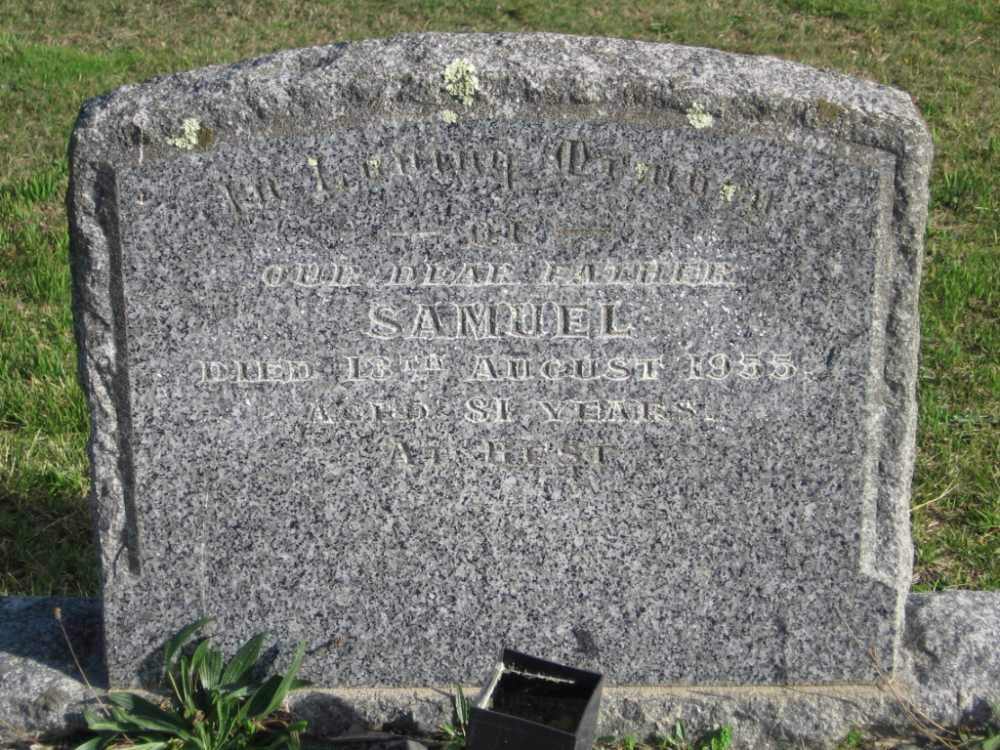 In Loving Memory
— OF —
OUR DEAR FATHER
SAMUEL
DIED 13TH AUGUST 1955.
AGED 81 YEARS.
AT REST